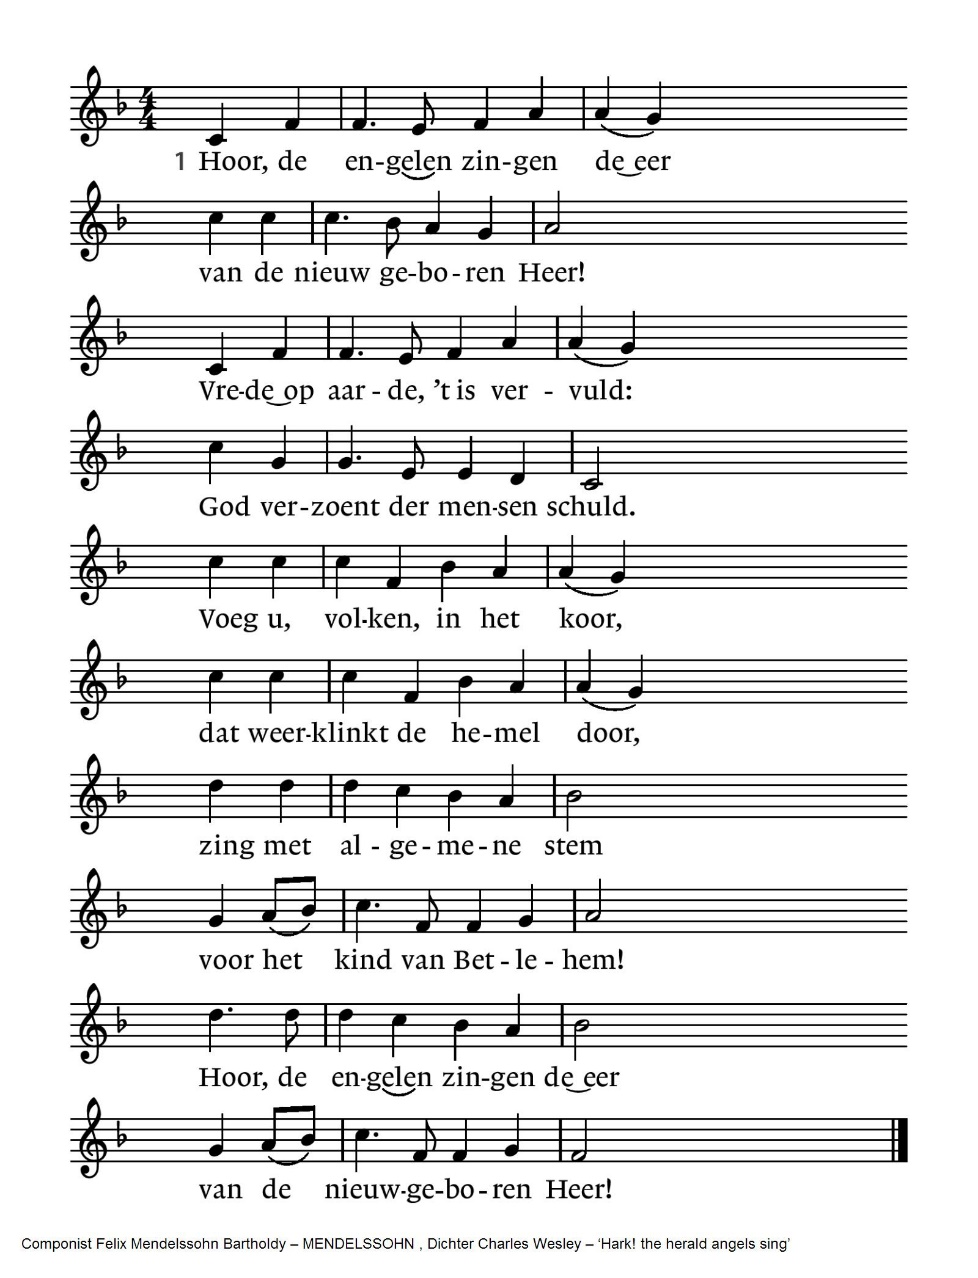 1 Hoor, de en-gelen zin-gen de eer
van de nieuw ge-bo-ren Heer!
Vre-de op aar-de, ’t is ver-vuld:
God ver-zoent der men-sen schuld.
Voeg u, vol-ken, in het koor,
dat weer-klinkt de he-mel door,
zing met al-ge-me-ne stem
voor het kind van Bet-le-hem!
Hoor, de en-gelen zin-gen de eer
van de nieuw-ge-bo-ren Heer!
Componist Felix Mendelssohn Bartholdy – MENDELSSOHN , Dichter Charles Wesley – ‘Hark! the herald angels sing’